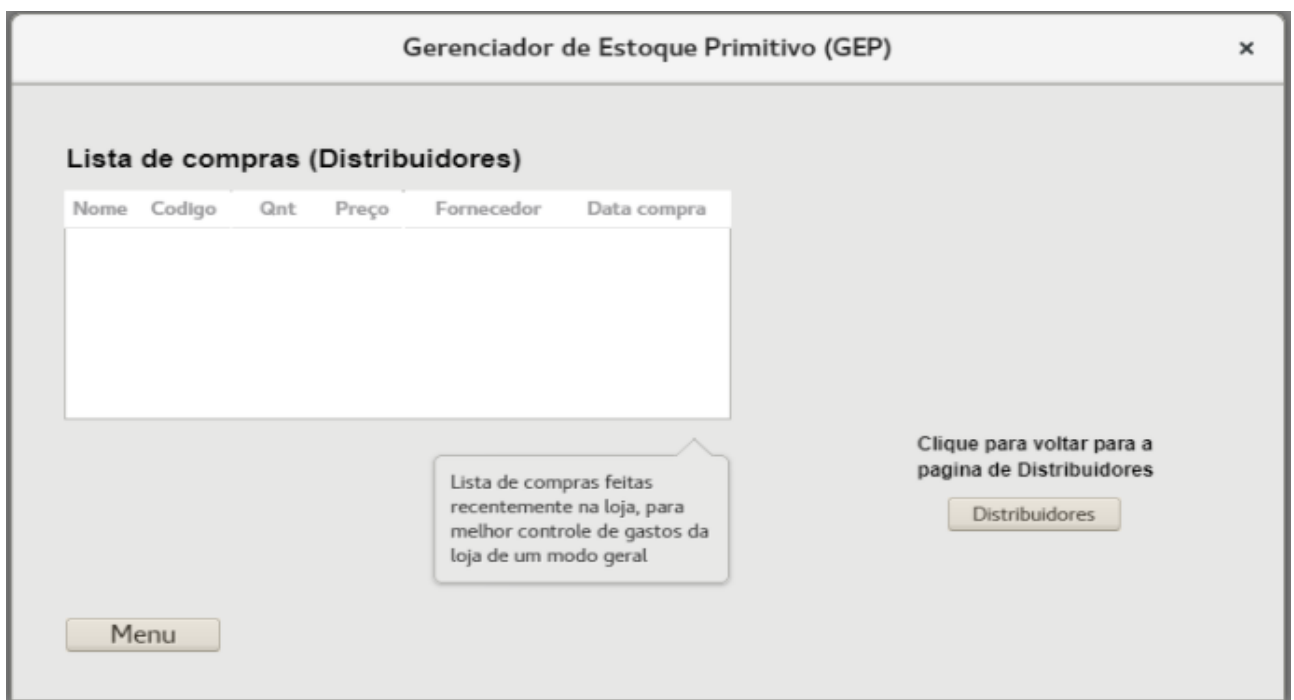 Gerenciador de Estoque Primitivo (GEP)
×
Lista de compras (Distribuidores)
Nome Codigo Qnt Preço Fornecedor Data compra
Lista de compras feitas
recentemente na loja, para
melhor controle de gastos da
loja de um modo geral
Clique para voltar para a
pagina de Distribuidores
Distribuidores
Menu